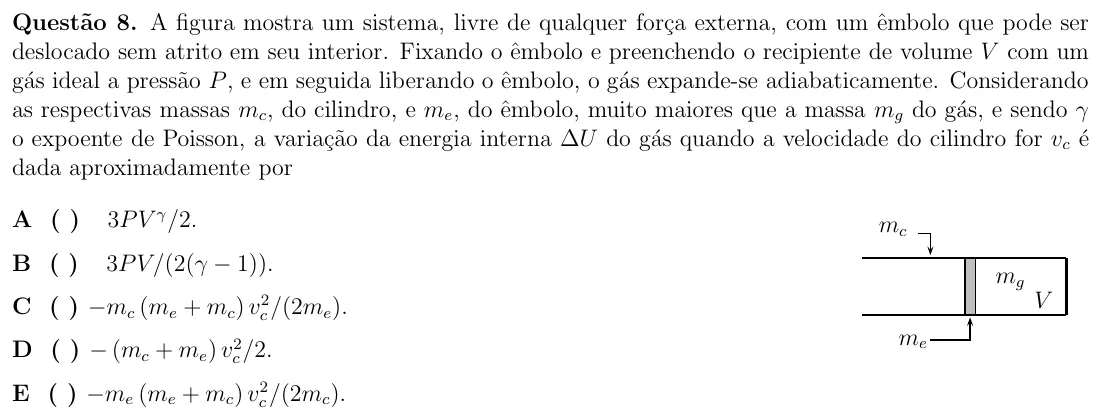 Questão 8. A figura mostra um sistema, livre de qualquer força externa, com um êmbolo que pode ser
deslocado sem atrito em seu interior. Fixando o êmbolo e preenchendo o recipiente de volume V com um
gás ideal a pressão P, e em seguida liberando o êmbolo, o gás expande-se adiabaticamente. Considerando
as respectivas massas m_c, do cilindro, e m_e, do êmbolo, muito maiores que a massa m_g do gás, e sendo γ
o expoente de Poisson, a variação da energia interna ΔU do gás quando a velocidade do cilindro for v_c é
dada aproximadamente por
A ( ) 3PV^γ/2.
B ( ) 3PV/(2(γ − 1)).
C ( ) −m_c (m_e + m_c) v_c^2/(2m_e).
D ( ) − (m_c + m_e) v_c^2/2.
E ( ) −m_e (m_e + m_c) v_c^2/(2m_c).
m_c
m_g
V
m_e